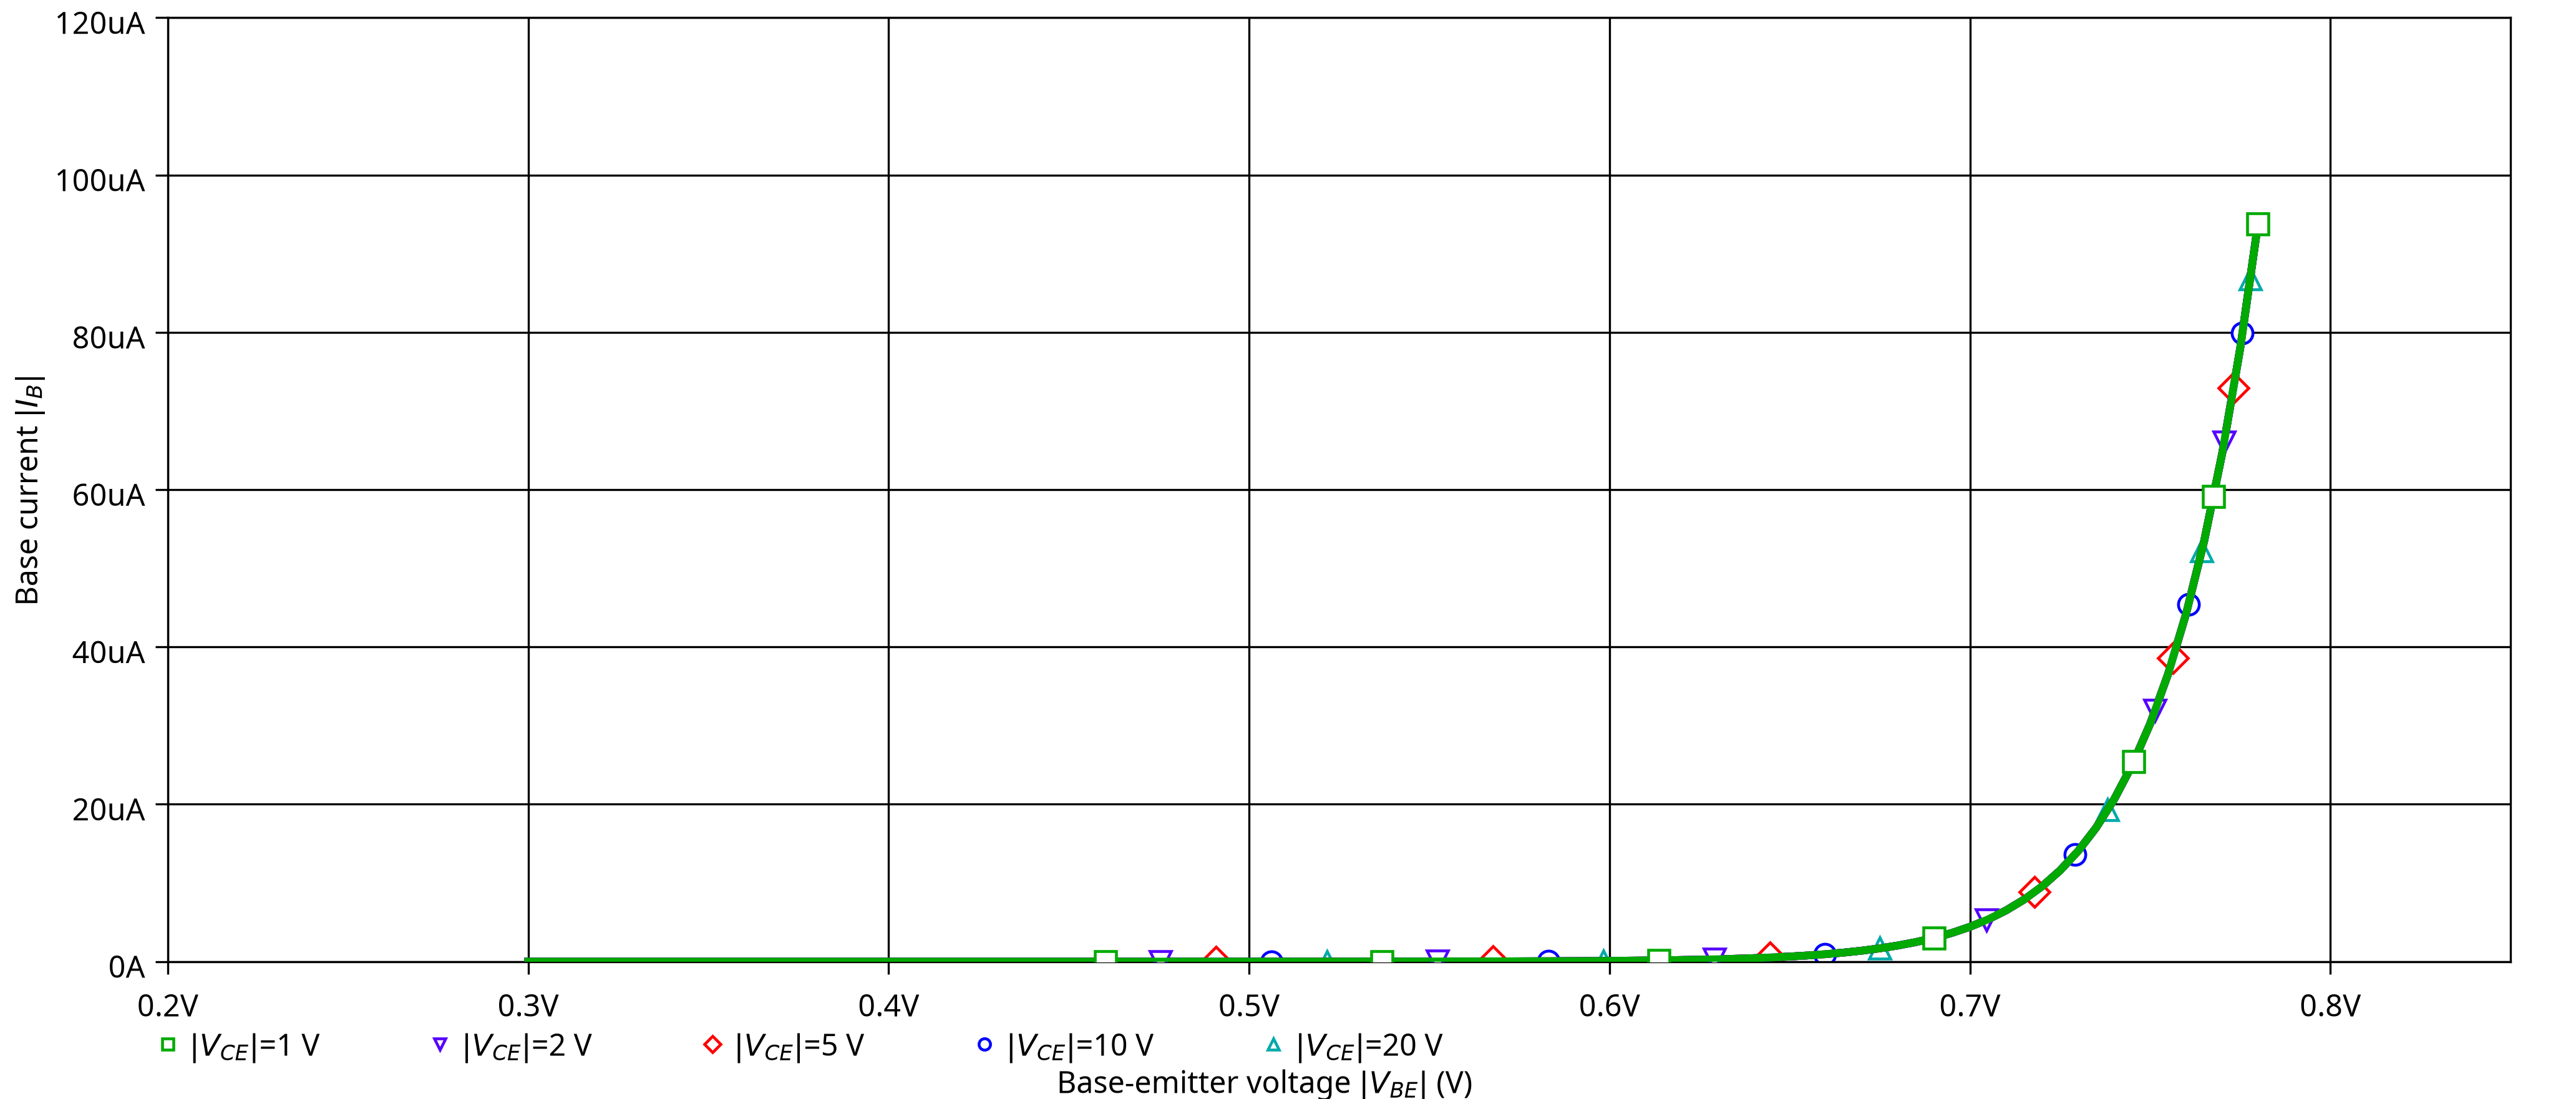 120uA
100uA
80uA
60uA
40uA
20uA
0A
Base current |I_B|
0.2V 0.3V 0.4V 0.5V 0.6V 0.7V 0.8V
|V_CE|=1 V |V_CE|=2 V |V_CE|=5 V |V_CE|=10 V |V_CE|=20 V
Base-emitter voltage |V_BE| (V)